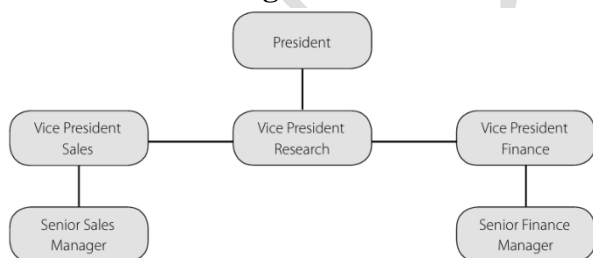 President
Vice President
Sales
Vice President
Research
Vice President
Finance
Senior Sales
Manager
Senior Finance
Manager